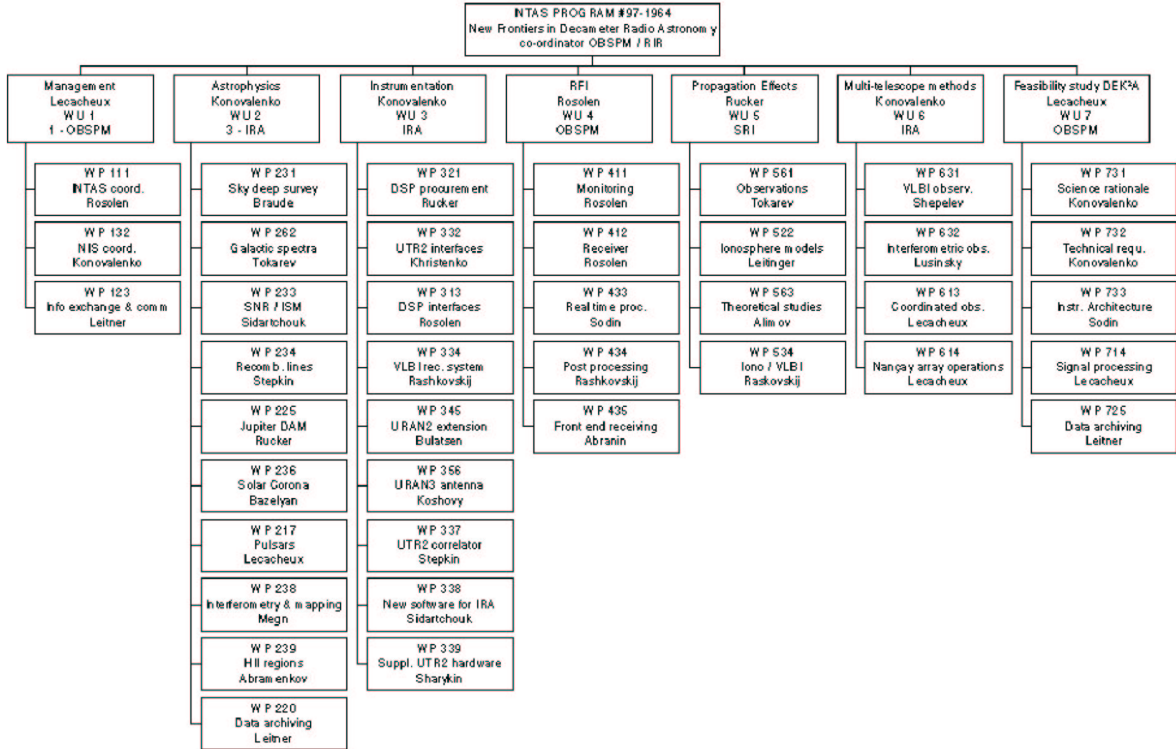 INTAS PROGRAM #97-1964
New Frontiers in Decameter Radio Astronomy
co-ordinator OBSPM / RIR
Management
Lecacheux
WU 1
1 - OBSPM
WP 111
INTAS coord.
Rosolen
WP 132
NIS coord.
Konovalenko
WP 123
Info exchange & comm
Leitner
Astrophysics
Konovalenko
WU 2
3 - IRA
WP 231
Sky deep survey
Braude
WP 262
Galactic spectra
Tokarev
WP 233
SNR / ISM
Sidartchouk
WP 234
Recomb. lines
Stepkin
WP 225
Jupiter DAM
Rucker
WP 236
Solar Corona
Bazelyan
WP 217
Pulsars
Lecacheux
WP 238
Interferometry & mapping
Megn
WP 239
HII regions
Abramenkov
WP 220
Data archiving
Leitner
Instrumentation
Konovalenko
WU 3
IRA
WP 321
DSP procurement
Rucker
WP 332
UTR2 interfaces
Khristenko
WP 313
DSP interfaces
Rosolen
WP 334
VLBI rec. system
Rashkovskij
WP 345
URAN2 extension
Bulatsen
WP 356
URAN3 antenna
Koshovy
WP 337
UTR2 correlator
Stepkin
WP 338
New software for IRA
Sidartchouk
WP 339
Suppl. UTR2 hardware
Sharykin
RFI
Rosolen
WU 4
OBSPM
WP 411
Monitoring
Rosolen
WP 412
Receiver
Rosolen
WP 433
Real time proc.
Sodin
WP 434
Post processing
Rashkovskij
WP 435
Front end receiving
Abranin
Propagation Effects
Rucker
WU 5
SRI
WP 561
Observations
Tokarev
WP 522
Ionosphere models
Leitinger
WP 563
Theoretical studies
Alimov
WP 534
Iono / VLBI
Raskovskij
Multi-telescope methods
Konovalenko
WU 6
IRA
WP 631
VLBI observ.
Shepelev
WP 632
Interferometric obs.
Lusinsky
WP 613
Coordinated obs.
Lecacheux
WP 614
Nançay array operations
Lecacheux
Feasibility study DEK²A
Lecacheux
WU 7
OBSPM
WP 731
Science rationale
Konovalenko
WP 732
Technical requ.
Konovalenko
WP 733
Instr. Architecture
Sodin
WP 714
Signal processing
Lecacheux
WP 725
Data archiving
Leitner